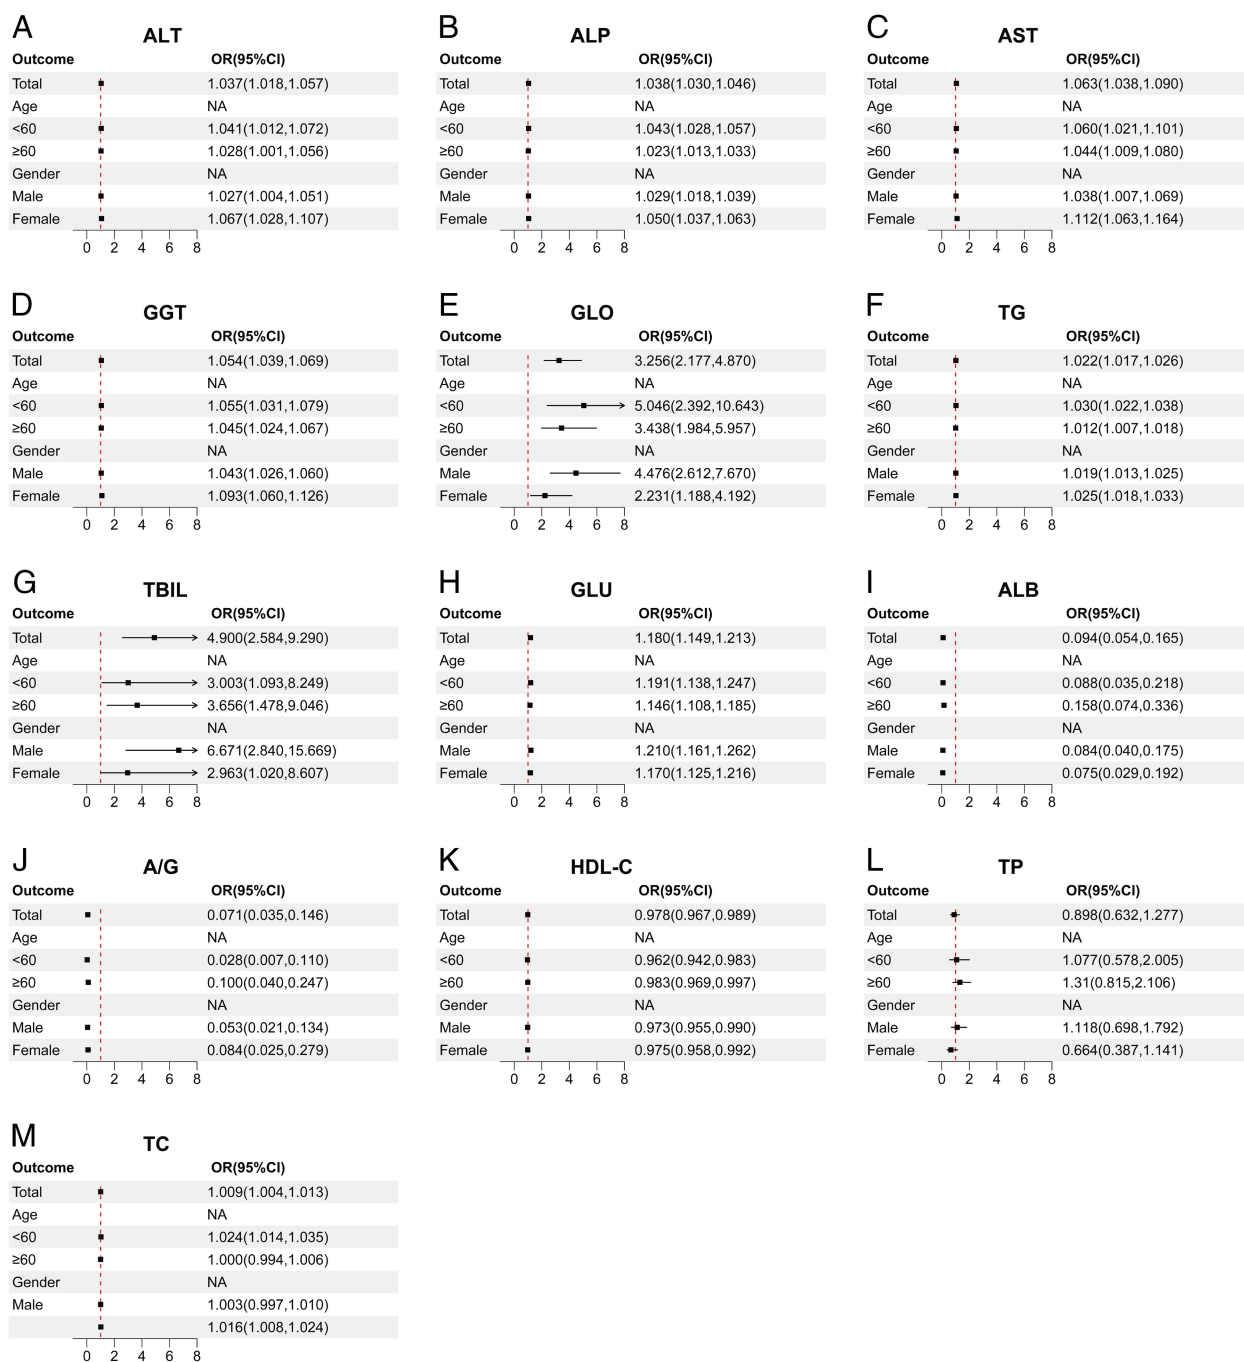 A ALT
Outcome OR(95%CI)
Total 1.037(1.018,1.057)
Age NA
<60 1.041(1.012,1.072)
≥60 1.028(1.001,1.056)
Gender NA
Male 1.027(1.004,1.051)
Female 1.067(1.028,1.107)
0 2 4 6 8
B ALP
Outcome OR(95%CI)
Total 1.038(1.030,1.046)
Age NA
<60 1.043(1.028,1.057)
≥60 1.023(1.013,1.033)
Gender NA
Male 1.029(1.018,1.039)
Female 1.050(1.037,1.063)
0 2 4 6 8
C AST
Outcome OR(95%CI)
Total 1.063(1.038,1.090)
Age NA
<60 1.060(1.021,1.101)
≥60 1.044(1.009,1.080)
Gender NA
Male 1.038(1.007,1.069)
Female 1.112(1.063,1.164)
0 2 4 6 8
D GGT
Outcome OR(95%CI)
Total 1.054(1.039,1.069)
Age NA
<60 1.055(1.031,1.079)
≥60 1.045(1.024,1.067)
Gender NA
Male 1.043(1.026,1.060)
Female 1.093(1.060,1.126)
0 2 4 6 8
E GLO
Outcome OR(95%CI)
Total 3.256(2.177,4.870)
Age NA
<60 5.046(2.392,10.643)
≥60 3.438(1.984,5.957)
Gender NA
Male 4.476(2.612,7.670)
Female 2.231(1.188,4.192)
0 2 4 6 8
F TG
Outcome OR(95%CI)
Total 1.022(1.017,1.026)
Age NA
<60 1.030(1.022,1.038)
≥60 1.012(1.007,1.018)
Gender NA
Male 1.019(1.013,1.025)
Female 1.025(1.018,1.033)
0 2 4 6 8
G TBIL
Outcome OR(95%CI)
Total 4.900(2.584,9.290)
Age NA
<60 3.003(1.093,8.249)
≥60 3.656(1.478,9.046)
Gender NA
Male 6.671(2.840,15.669)
Female 2.963(1.020,8.607)
0 2 4 6 8
H GLU
Outcome OR(95%CI)
Total 1.180(1.149,1.213)
Age NA
<60 1.191(1.138,1.247)
≥60 1.146(1.108,1.185)
Gender NA
Male 1.210(1.161,1.262)
Female 1.170(1.125,1.216)
0 2 4 6 8
I ALB
Outcome OR(95%CI)
Total 0.094(0.054,0.165)
Age NA
<60 0.088(0.035,0.218)
≥60 0.158(0.074,0.336)
Gender NA
Male 0.084(0.040,0.175)
Female 0.075(0.029,0.192)
0 2 4 6 8
J A/G
Outcome OR(95%CI)
Total 0.071(0.035,0.146)
Age NA
<60 0.028(0.007,0.110)
≥60 0.100(0.040,0.247)
Gender NA
Male 0.053(0.021,0.134)
Female 0.084(0.025,0.279)
0 2 4 6 8
K HDL-C
Outcome OR(95%CI)
Total 0.978(0.967,0.989)
Age NA
<60 0.962(0.942,0.983)
≥60 0.983(0.969,0.997)
Gender NA
Male 0.973(0.955,0.990)
Female 0.975(0.958,0.992)
0 2 4 6 8
L TP
Outcome OR(95%CI)
Total 0.898(0.632,1.277)
Age NA
<60 1.077(0.578,2.005)
≥60 1.31(0.815,2.106)
Gender NA
Male 1.118(0.698,1.792)
Female 0.664(0.387,1.141)
0 2 4 6 8
M TC
Outcome OR(95%CI)
Total 1.009(1.004,1.013)
Age NA
<60 1.024(1.014,1.035)
≥60 1.000(0.994,1.006)
Gender NA
Male 1.003(0.997,1.010)
1.016(1.008,1.024)
0 2 4 6 8